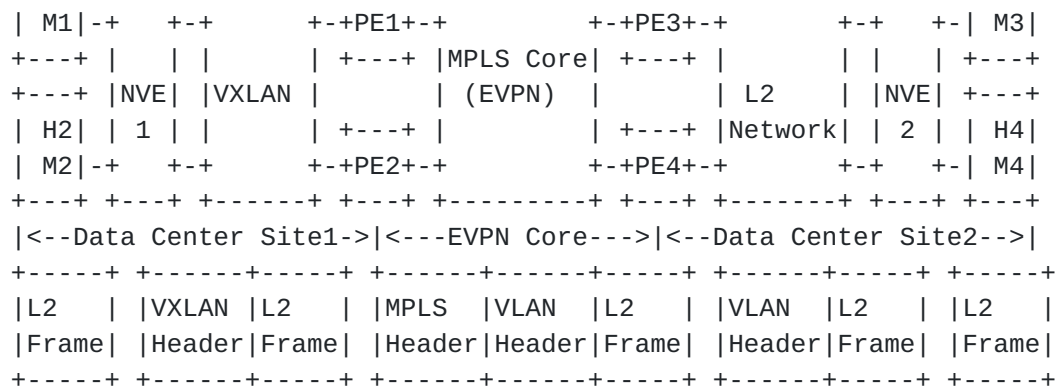 | M1|-+   +-+       +-+PE1+-+         +-+PE3+-+       +-+   +-| M3|
+---+ |   | |       | +---+ |MPLS Core| +---+ |       | |   | +---+
+---+ |NVE| |VXLAN  |       | (EVPN)  |       | L2    | |NVE| +---+
| H2| | 1 | |       | +---+ |         | +---+ |Network| | 2 | | H4|
| M2|-+   +-+       +-+PE2+-+         +-+PE4+-+       +-+   +-| M4|
+---+ +---+ +------+ +---+ +---------+ +---+ +-------+ +---+ +---+
|<--Data Center Site1->|<---EVPN Core--->|<--Data Center Site2-->|
+-----+ +------+-----+ +------+------+-----+ +------+-----+ +-----+
|L2   | |VXLAN |L2   | |MPLS  |VLAN  |L2   | |VLAN  |L2   | |L2   |
|Frame| |Header|Frame| |Header|Header|Frame| |Header|Frame| |Frame|
+-----+ +------+-----+ +------+------+-----+ +------+-----+ +-----+